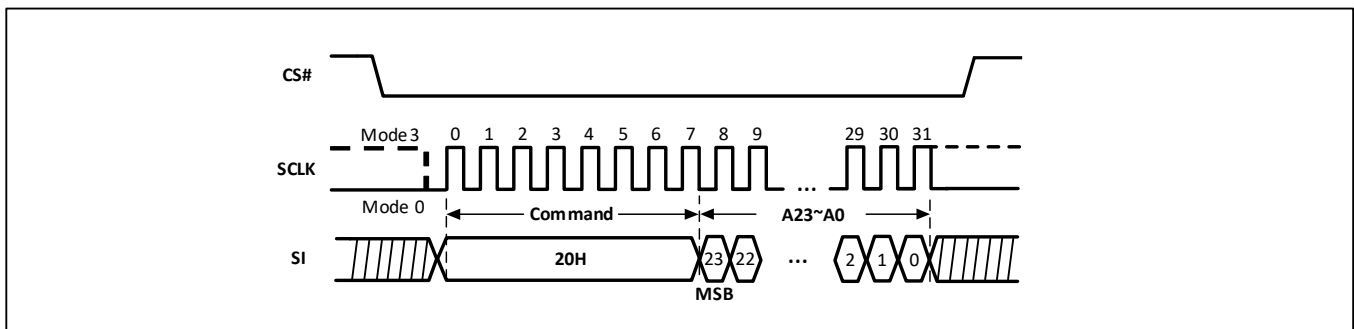 CS#
Mode 3 0 1 2 3 4 5 6 7 8 9 29 30 31
SCLK
...
Mode 0 Command A23~A0
SI 20H 23 22 ... 2 1 0
MSB